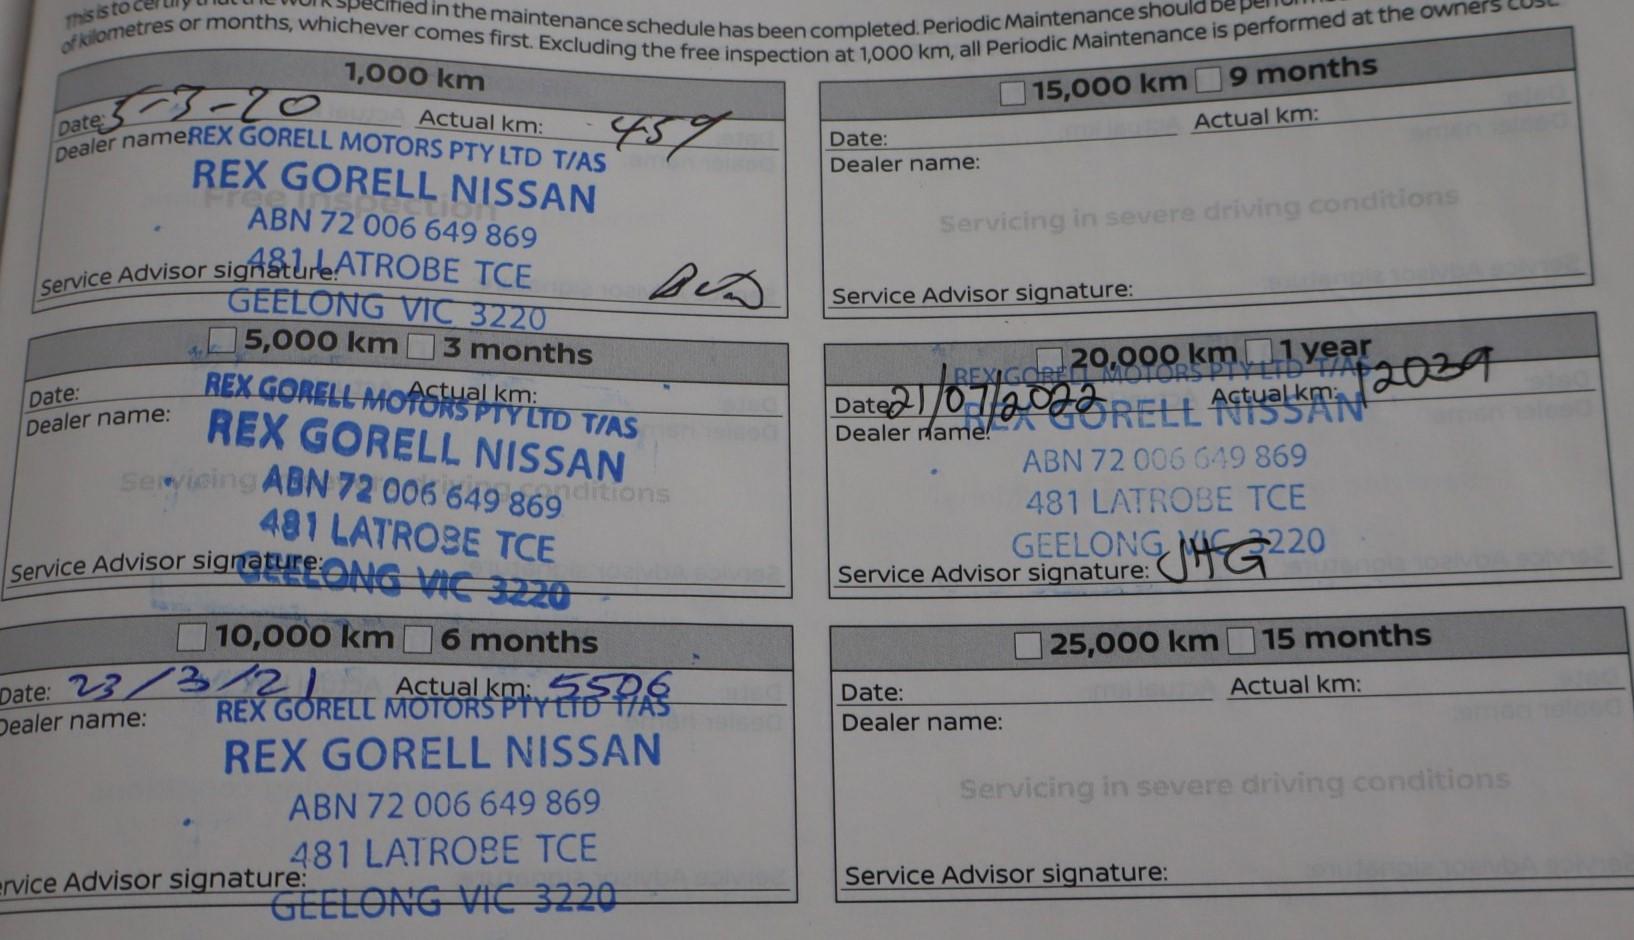 This is to certify that the work specified in the maintenance schedule has been completed. Periodic Maintenance should be
of kilometres or months, whichever comes first. Excluding the free inspection at 1,000 km, all Periodic Maintenance is performed at the owners cost.
1,000 km
Date: 5-3-20 Actual km: 459
Dealer name REX GORELL MOTORS PTY LTD T/AS
REX GORELL NISSAN
Free Inspection
ABN 72 006 649 869
481 LATROBE TCE
Service Advisor signature:
GEELONG VIC 3220
5,000 km 3 months
Date: Actual km:
REX GORELL MOTORS PTY LTD T/AS
Dealer name:
REX GORELL NISSAN
Servicing in severe driving conditions
ABN 72 006 649 869
481 LATROBE TCE
Service Advisor signature:
GEELONG VIC 3220
10,000 km 6 months
Date: 23/3/21 Actual km: 5506
Dealer name: REX GORELL MOTORS PTY LTD T/AS
REX GORELL NISSAN
ABN 72 006 649 869
481 LATROBE TCE
Service Advisor signature:
GEELONG VIC 3220
15,000 km 9 months
Date: Actual km:
Dealer name:
Servicing in severe driving conditions
Service Advisor signature:
20,000 km 1 year
REX GORELL MOTORS PTY LTD T/AS
Date: 21/07/2022 Actual km: 12039
Dealer name: REX GORELL NISSAN
ABN 72 006 649 869
481 LATROBE TCE
GEELONG VIC 3220
Service Advisor signature: JHG
25,000 km 15 months
Date: Actual km:
Dealer name:
Servicing in severe driving conditions
Service Advisor signature: